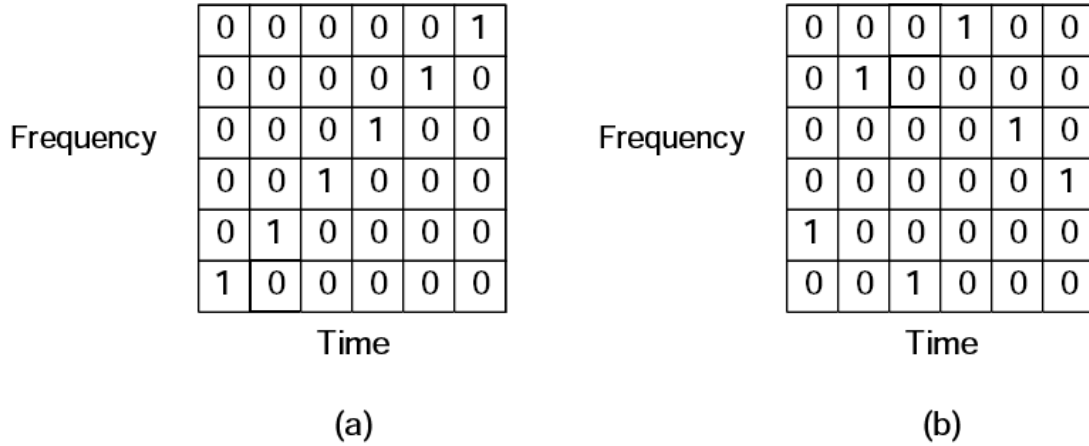 0 0 0 0 0 1
0 0 0 0 1 0
Frequency
0 0 0 1 0 0
0 0 1 0 0 0
0 1 0 0 0 0
1 0 0 0 0 0
Time
(a)
0 0 0 1 0 0
0 1 0 0 0 0
Frequency
0 0 0 0 1 0
0 0 0 0 0 1
1 0 0 0 0 0
0 0 1 0 0 0
Time
(b)